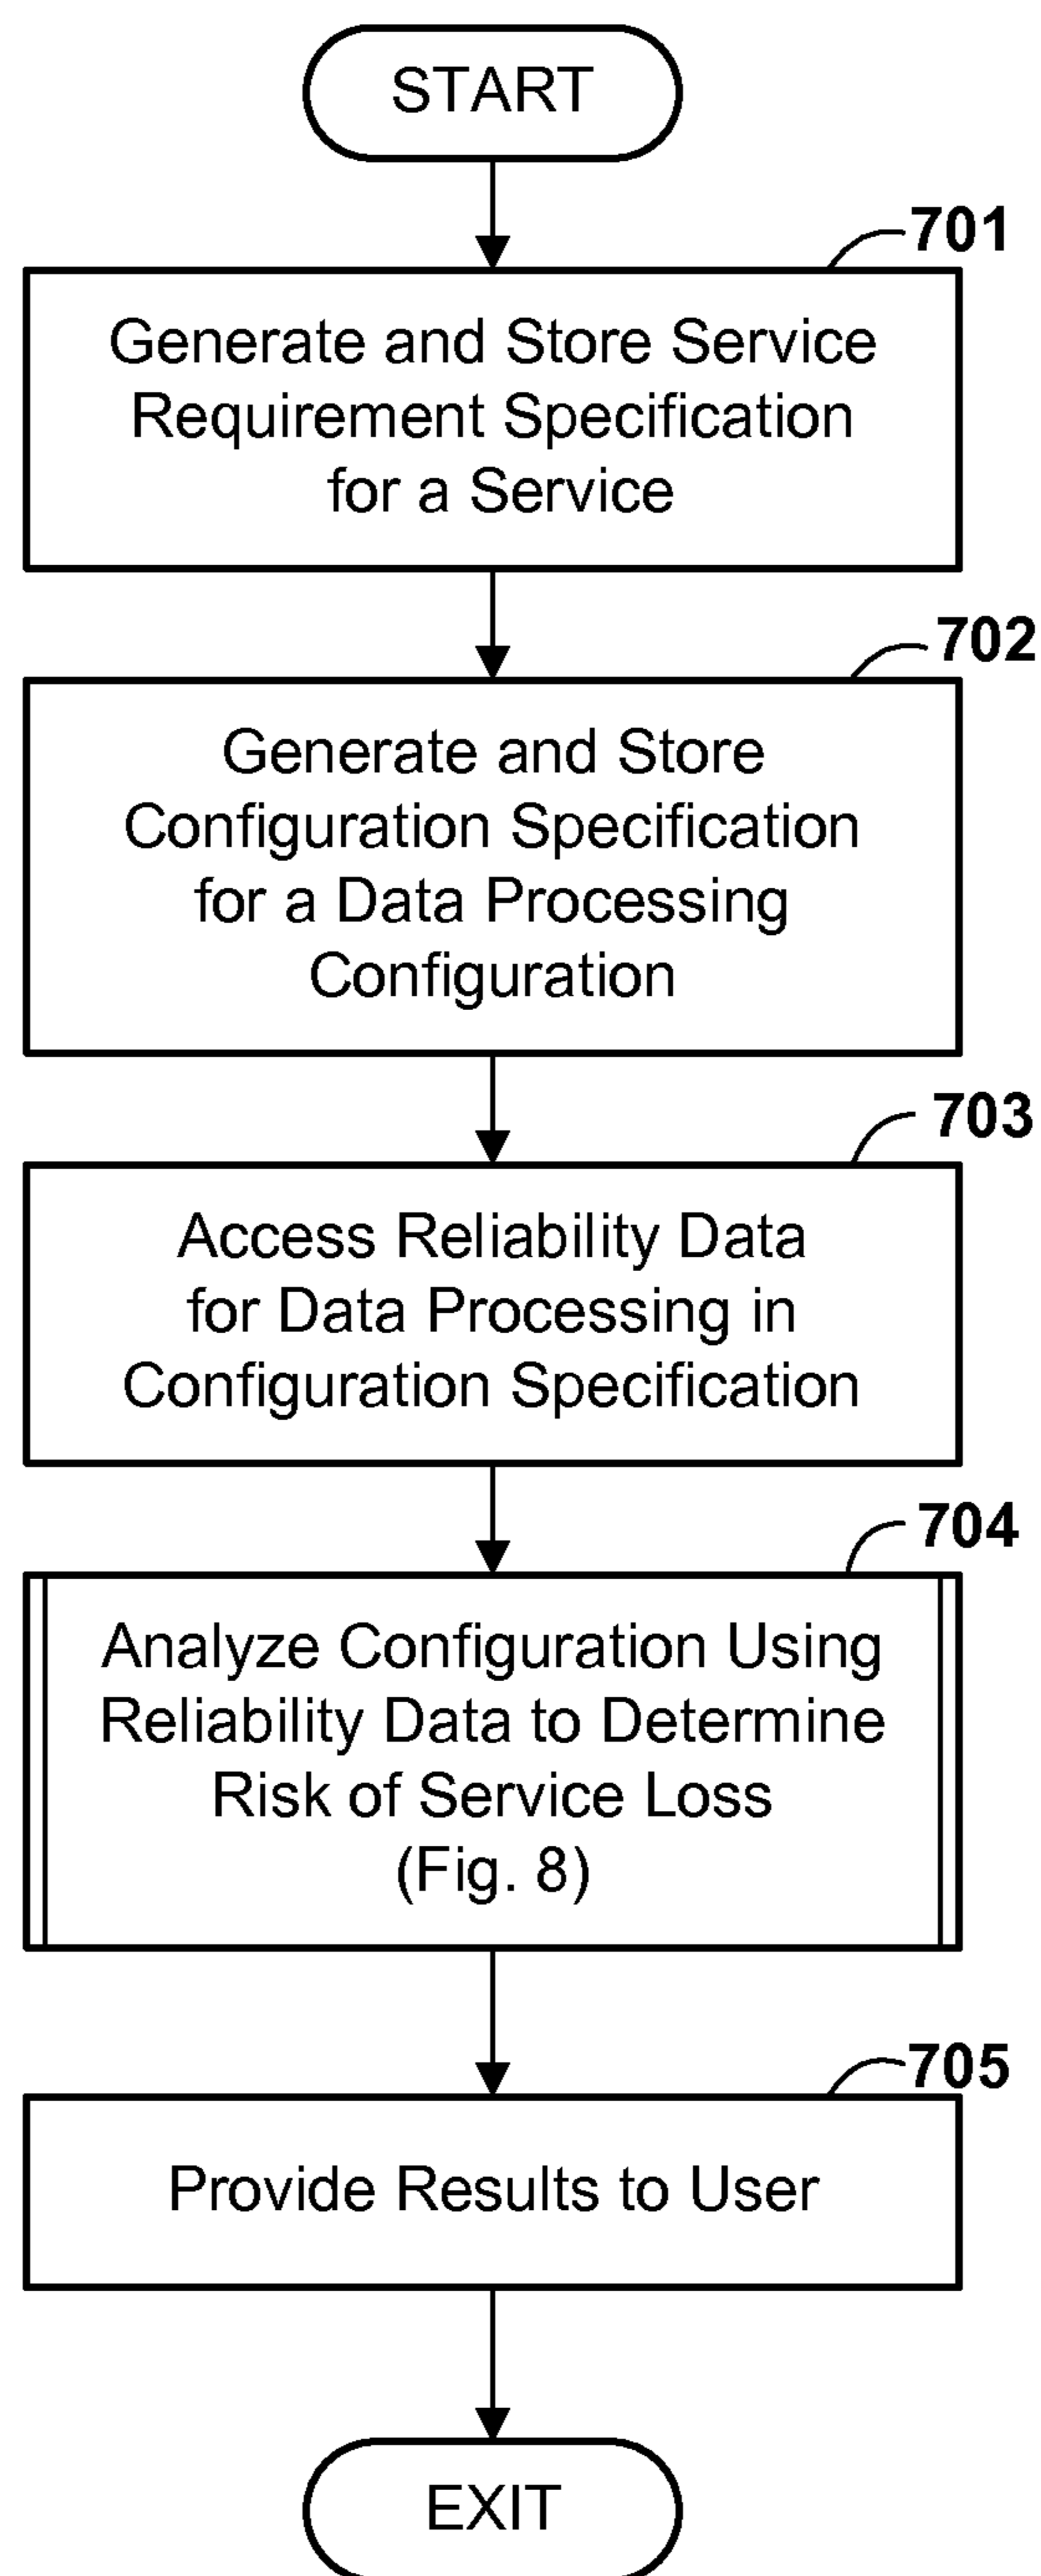 START
701
Generate and Store Service
Requirement Specification
for a Service
702
Generate and Store
Configuration Specification
for a Data Processing
Configuration
703
Access Reliability Data
for Data Processing in
Configuration Specification
704
Analyze Configuration Using
Reliability Data to Determine
Risk of Service Loss
(Fig. 8)
705
Provide Results to User
EXIT